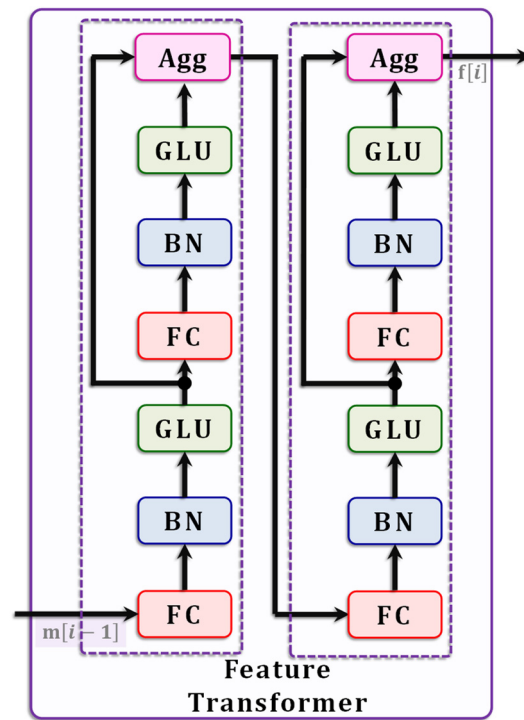 Agg
GLU
BN
FC
GLU
BN
FC
m[i − 1]
Agg
f[i]
GLU
BN
FC
GLU
BN
FC
Feature
Transformer